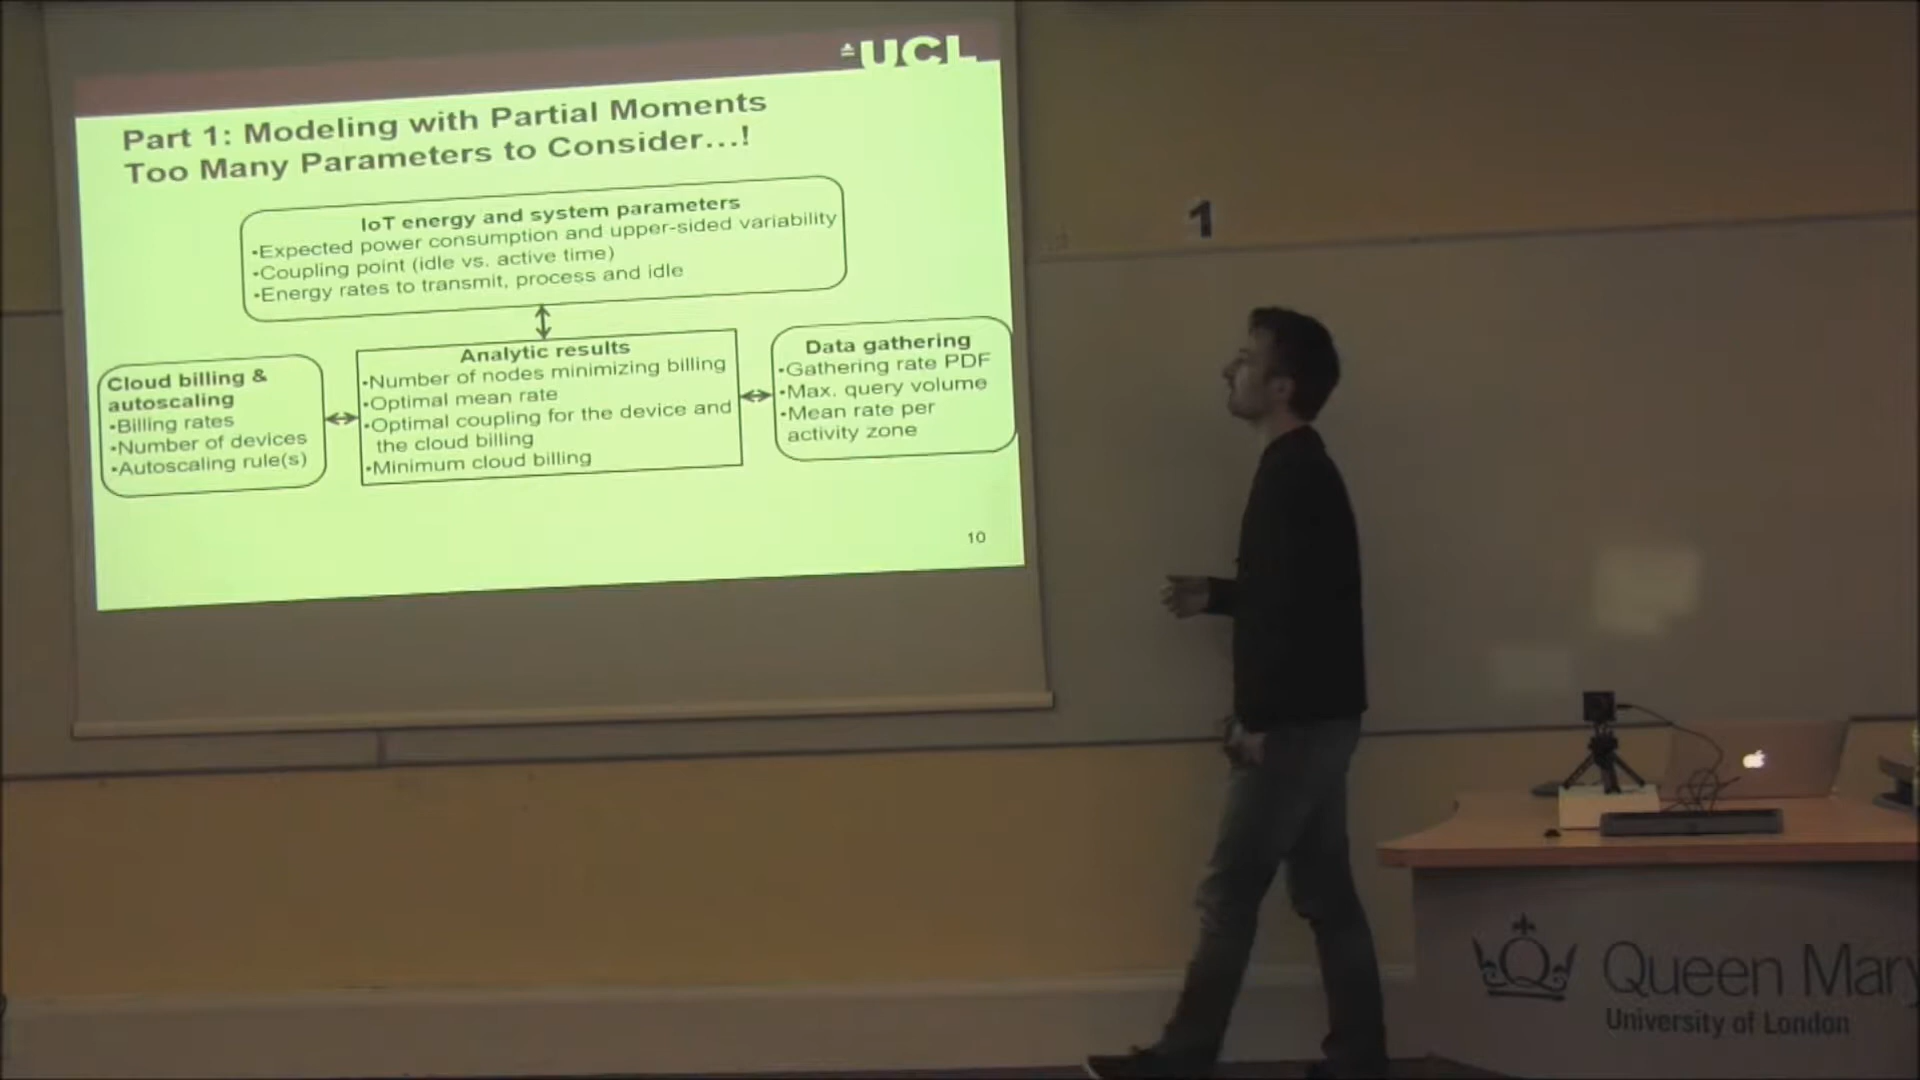 UCL
Part 1: Modeling with Partial Moments
Too Many Parameters to Consider...!
IoT energy and system parameters
•Expected power consumption and upper-sided variability
•Coupling point (idle vs. active time)
•Energy rates to transmit, process and idle
Cloud billing &
autoscaling
•Billing rates
•Number of devices
•Autoscaling rule(s)
Analytic results
•Number of nodes minimizing billing
•Optimal mean rate
•Optimal coupling for the device and
the cloud billing
•Minimum cloud billing
Data gathering
•Gathering rate PDF
•Max. query volume
•Mean rate per
activity zone
10
1
Queen Mary
University of London